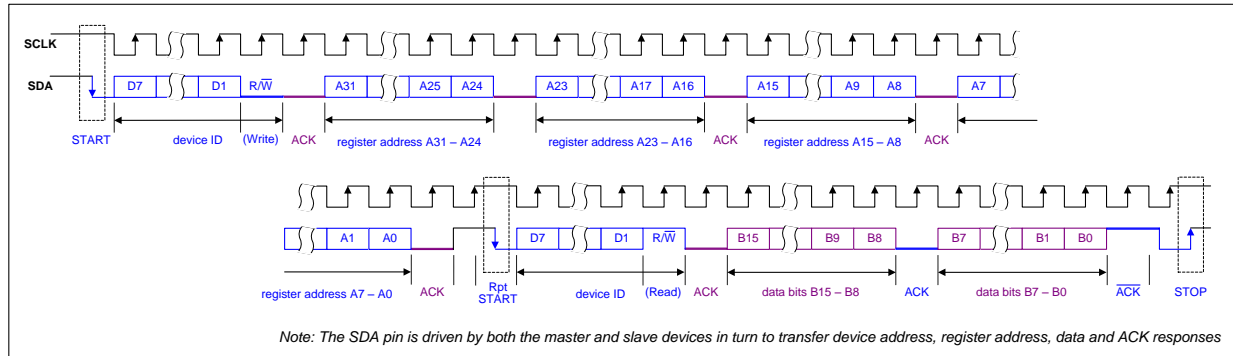 SCLK
SDA D7 D1 R/W̅ A31 A25 A24 A23 A17 A16 A15 A9 A8 A7
START device ID (Write) ACK register address A31 – A24 register address A23 – A16 ACK register address A15 – A8 ACK
A1 A0 D7 D1 R/W̅ B15 B9 B8 B7 B1 B0
register address A7 – A0 ACK Rpt START device ID (Read) ACK data bits B15 – B8 ACK data bits B7 – B0 A̅C̅K̅ STOP
Note: The SDA pin is driven by both the master and slave devices in turn to transfer device address, register address, data and ACK responses